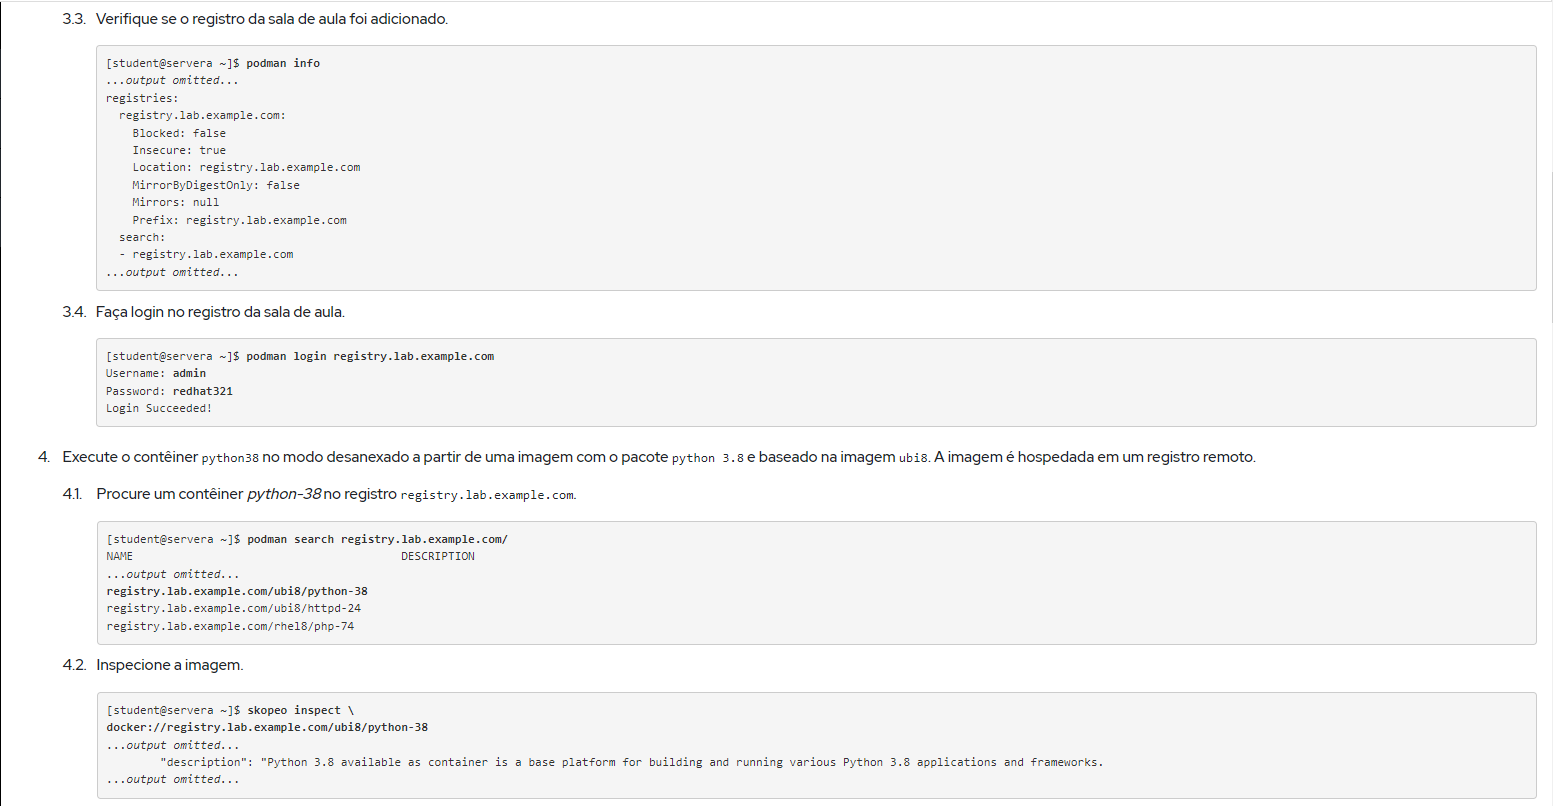 3.3. Verifique se o registro da sala de aula foi adicionado.
[student@servera ~]$ podman info
...output omitted...
registries:
  registry.lab.example.com:
    Blocked: false
    Insecure: true
    Location: registry.lab.example.com
    MirrorByDigestOnly: false
    Mirrors: null
    Prefix: registry.lab.example.com
  search:
  - registry.lab.example.com
...output omitted...
3.4. Faça login no registro da sala de aula.
[student@servera ~]$ podman login registry.lab.example.com
Username: admin
Password: redhat321
Login Succeeded!
4. Execute o contêiner python38 no modo desanexado a partir de uma imagem com o pacote python 3.8 e baseado na imagem ubi8. A imagem é hospedada em um registro remoto.
4.1. Procure um contêiner python-38 no registro registry.lab.example.com.
[student@servera ~]$ podman search registry.lab.example.com/
NAME DESCRIPTION
...output omitted...
registry.lab.example.com/ubi8/python-38
registry.lab.example.com/ubi8/httpd-24
registry.lab.example.com/rhel8/php-74
4.2. Inspecione a imagem.
[student@servera ~]$ skopeo inspect \
docker://registry.lab.example.com/ubi8/python-38
...output omitted...
        "description": "Python 3.8 available as container is a base platform for building and running various Python 3.8 applications and frameworks.
...output omitted...